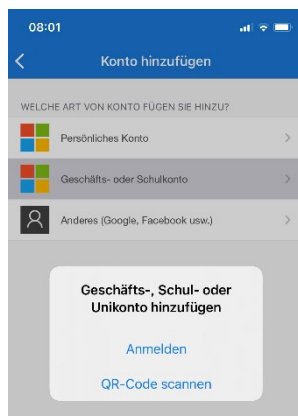 08:01
Konto hinzufügen
WELCHE ART VON KONTO FÜGEN SIE HINZU?
Persönliches Konto
Geschäfts- oder Schulkonto
Anderes (Google, Facebook usw.)
Geschäfts-, Schul- oder
Unikonto hinzufügen
Anmelden
QR-Code scannen